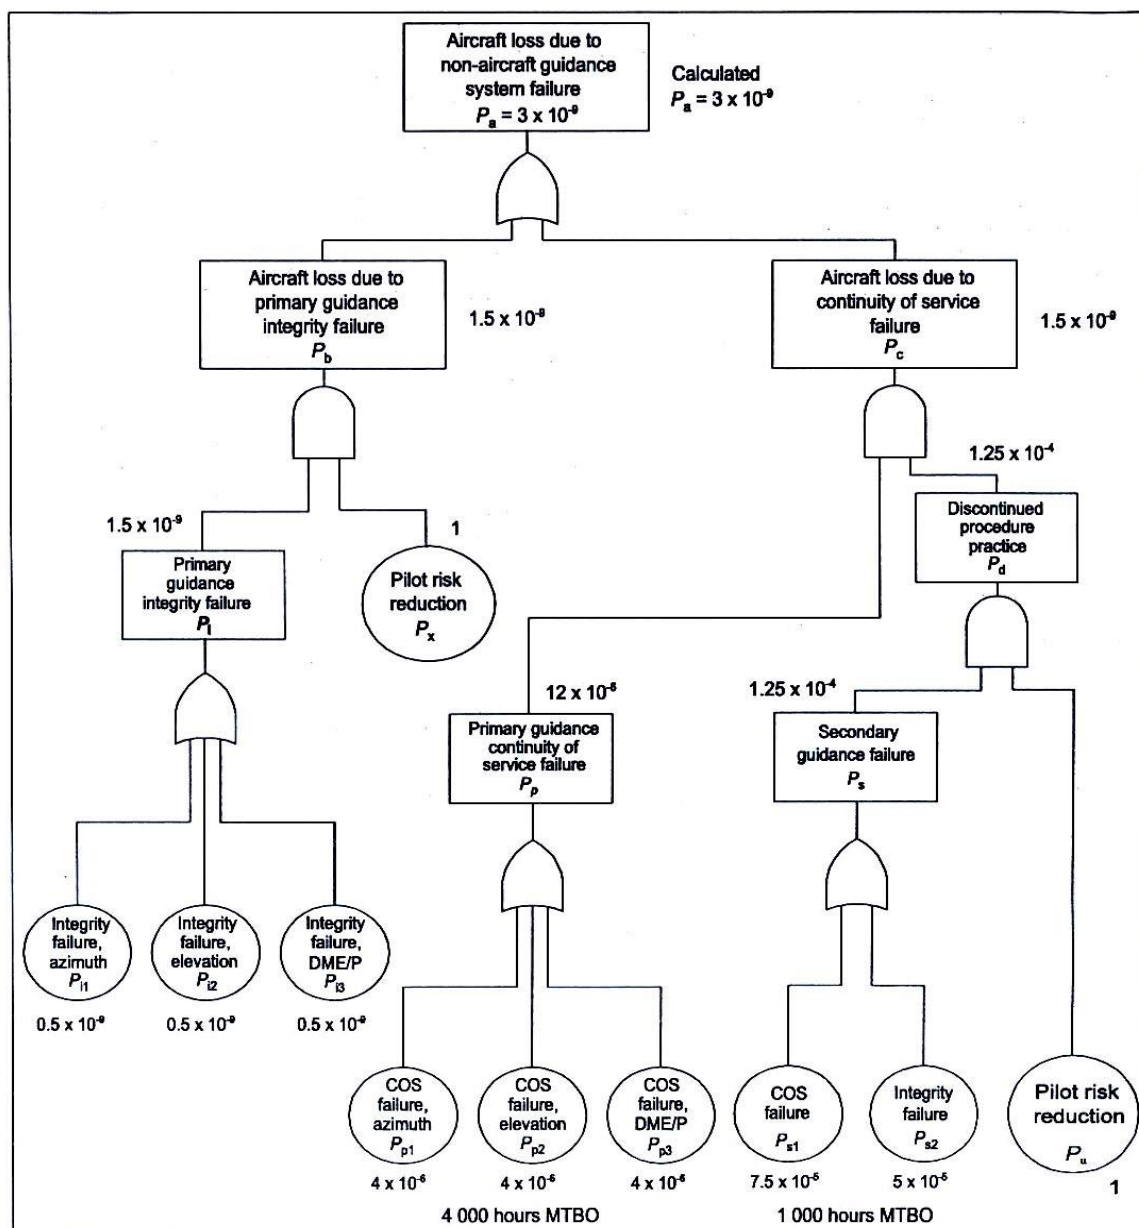 Aircraft loss due to
non-aircraft guidance
system failure
Pa = 3 x 10⁻⁹
Calculated
Pa = 3 x 10⁻⁹
Aircraft loss due to
primary guidance
integrity failure
Pb
1.5 x 10⁻⁹
Aircraft loss due to
continuity of service
failure
Pc
1.5 x 10⁻⁹
1.25 x 10⁻⁴
Discontinued
procedure
practice
Pd
1.5 x 10⁻⁹
Primary
guidance
integrity failure
Pi
1
Pilot risk
reduction
Px
12 x 10⁻⁶
Primary guidance
continuity of
service failure
Pp
1.25 x 10⁻⁴
Secondary
guidance failure
Ps
Integrity
failure,
azimuth
Pi1
0.5 x 10⁻⁹
Integrity
failure,
elevation
Pi2
0.5 x 10⁻⁹
Integrity
failure,
DME/P
Pi3
0.5 x 10⁻⁹
COS
failure,
azimuth
Pp1
4 x 10⁻⁶
COS
failure,
elevation
Pp2
4 x 10⁻⁶
COS
failure,
DME/P
Pp3
4 x 10⁻⁶
4 000 hours MTBO
COS
failure
Ps1
7.5 x 10⁻⁵
Integrity
failure
Ps2
5 x 10⁻⁵
1 000 hours MTBO
Pilot risk
reduction
Pu
1